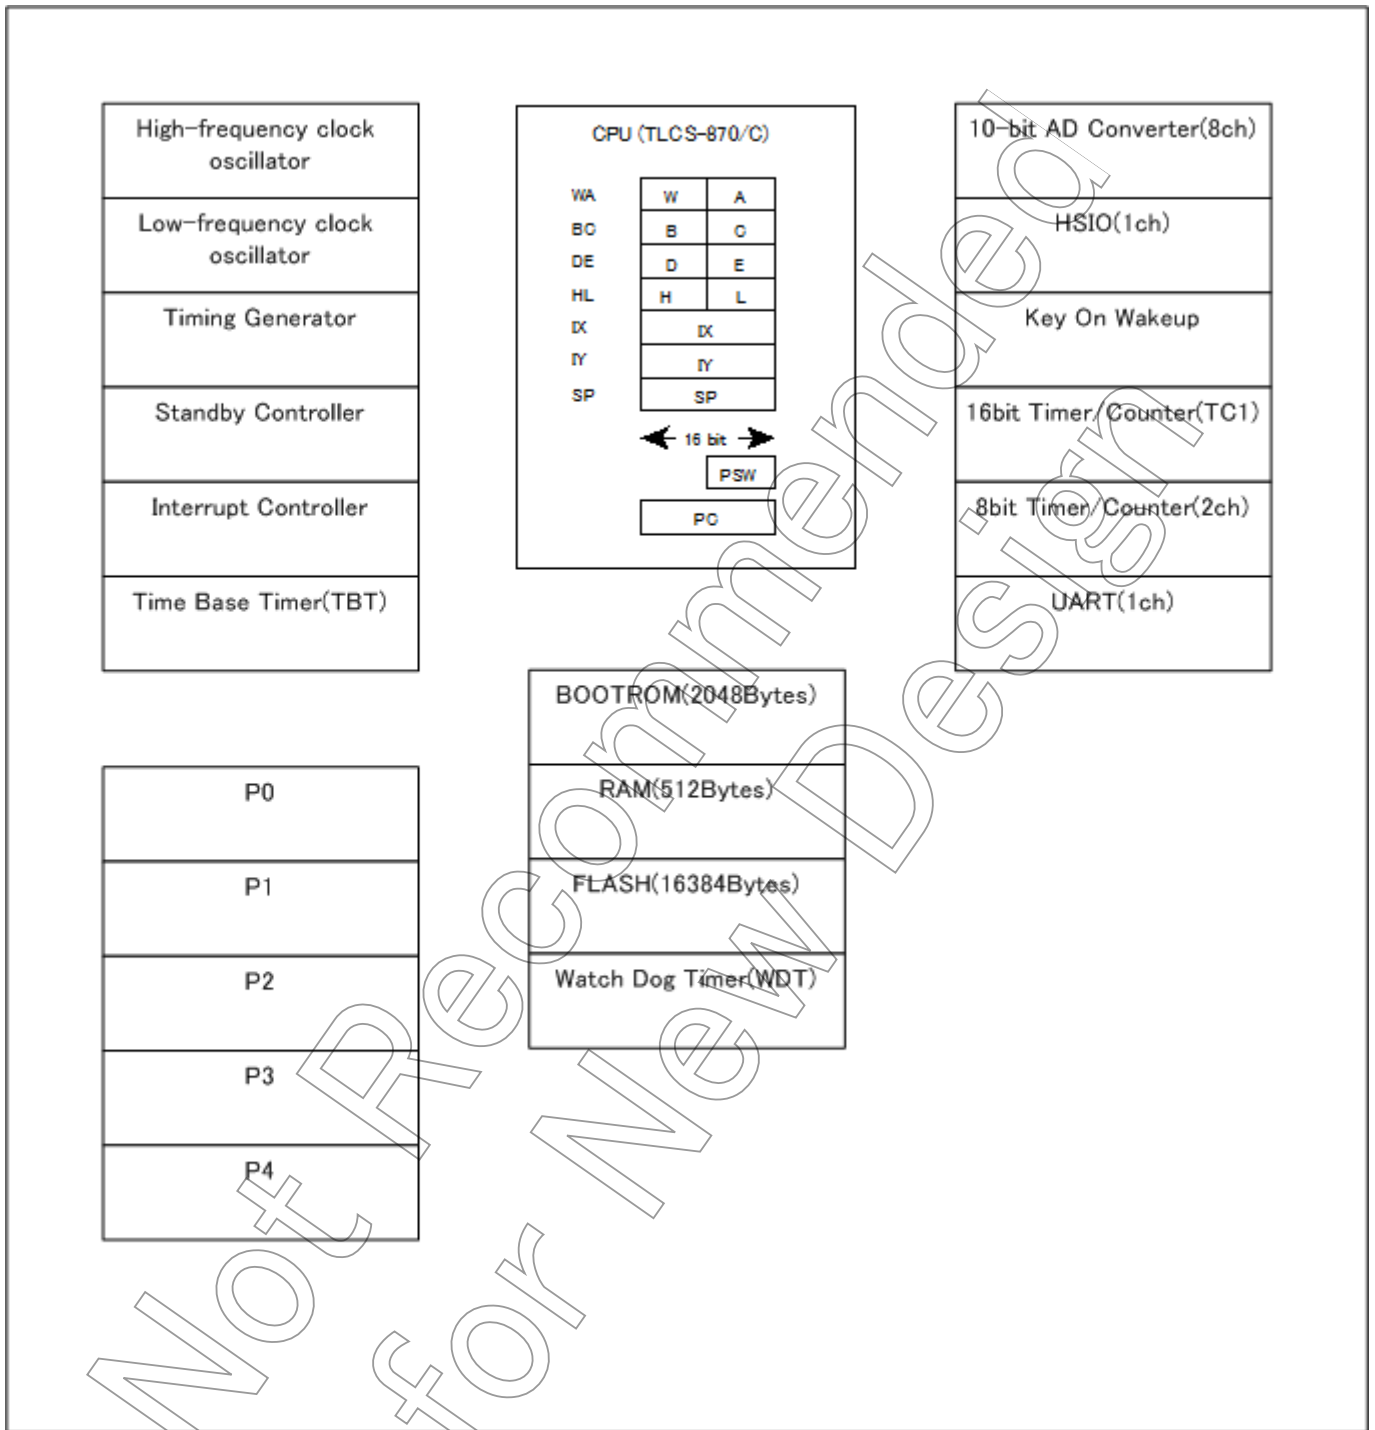 High-frequency clock
oscillator
Low-frequency clock
oscillator
Timing Generator
Standby Controller
Interrupt Controller
Time Base Timer(TBT)
CPU (TLCS-870/C)
WA W A
BC B C
DE D E
HL H L
IX IX
IY IY
SP SP
16 bit
PSW
PC
10-bit AD Converter(8ch)
HSIO(1ch)
Key On Wakeup
16bit Timer/Counter(TC1)
8bit Timer/Counter(2ch)
UART(1ch)
BOOTROM(2048Bytes)
RAM(512Bytes)
FLASH(16384Bytes)
Watch Dog Timer(WDT)
P0
P1
P2
P3
P4
Not Recommended
for New Design